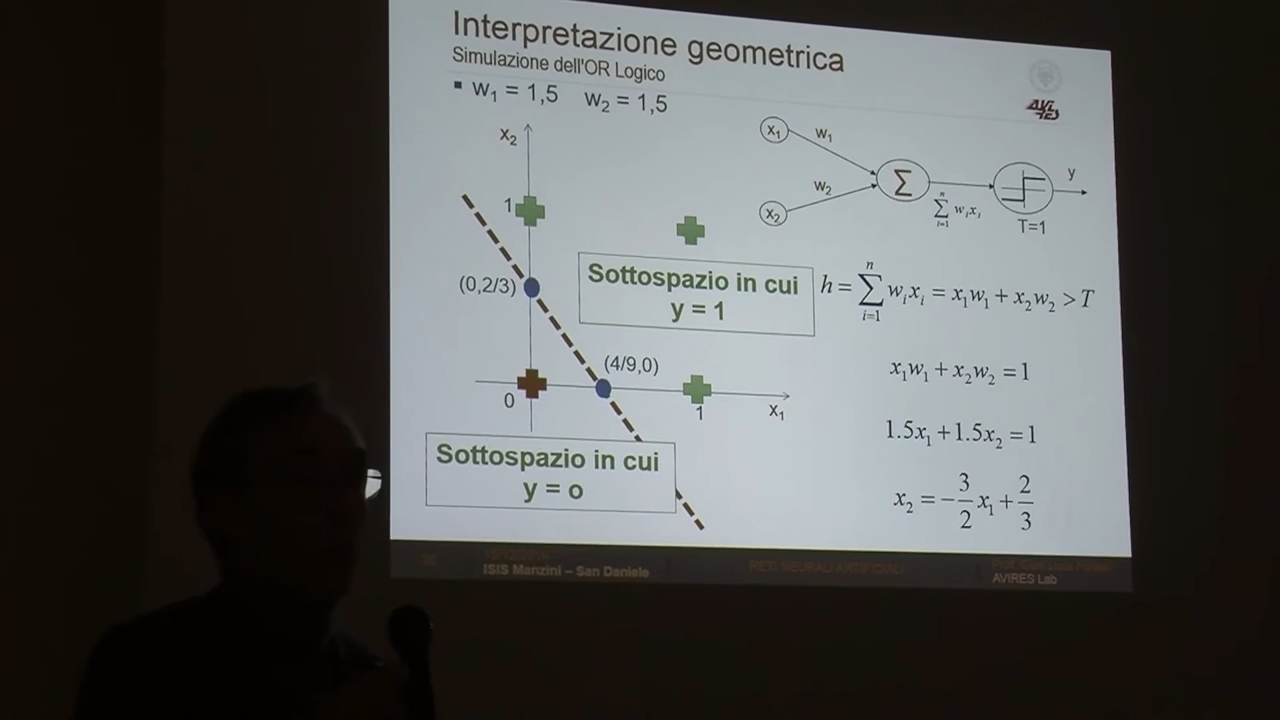 Interpretazione geometrica
Simulazione dell'OR Logico
▪ w₁ = 1,5 w₂ = 1,5
x₂
1
(0,2/3)
(4/9,0)
0
1
x₁
Sottospazio in cui
y = 1
Sottospazio in cui
y = o
x₁
w₁
x₂
w₂
Σ
∑ᵢ₌₁ⁿ wᵢxᵢ
T=1
y
h = ∑ᵢ₌₁ⁿ wᵢxᵢ = x₁w₁ + x₂w₂ > T
x₁w₁ + x₂w₂ = 1
1.5x₁ + 1.5x₂ = 1
x₂ = −3/2 x₁ + 2/3
ISIS Manzini – San Daniele
RETI NEURALI ARTIFICIALI
AVIRES Lab